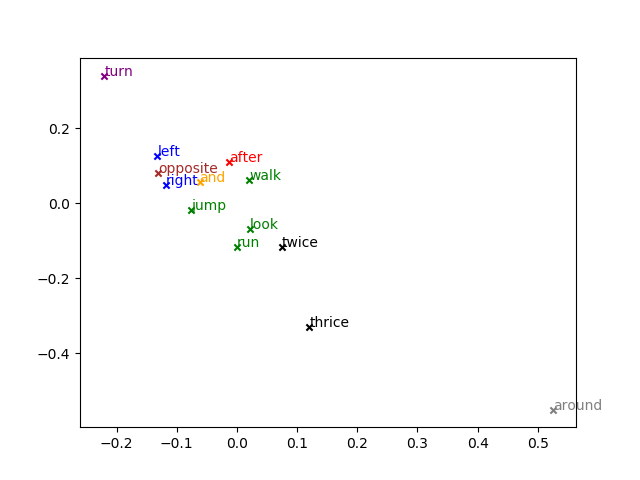 turn
left
after
opposite
walk
right
and
jump
look
run
twice
thrice
around
0.2
0.0
−0.2
−0.4
−0.2 −0.1 0.0 0.1 0.2 0.3 0.4 0.5